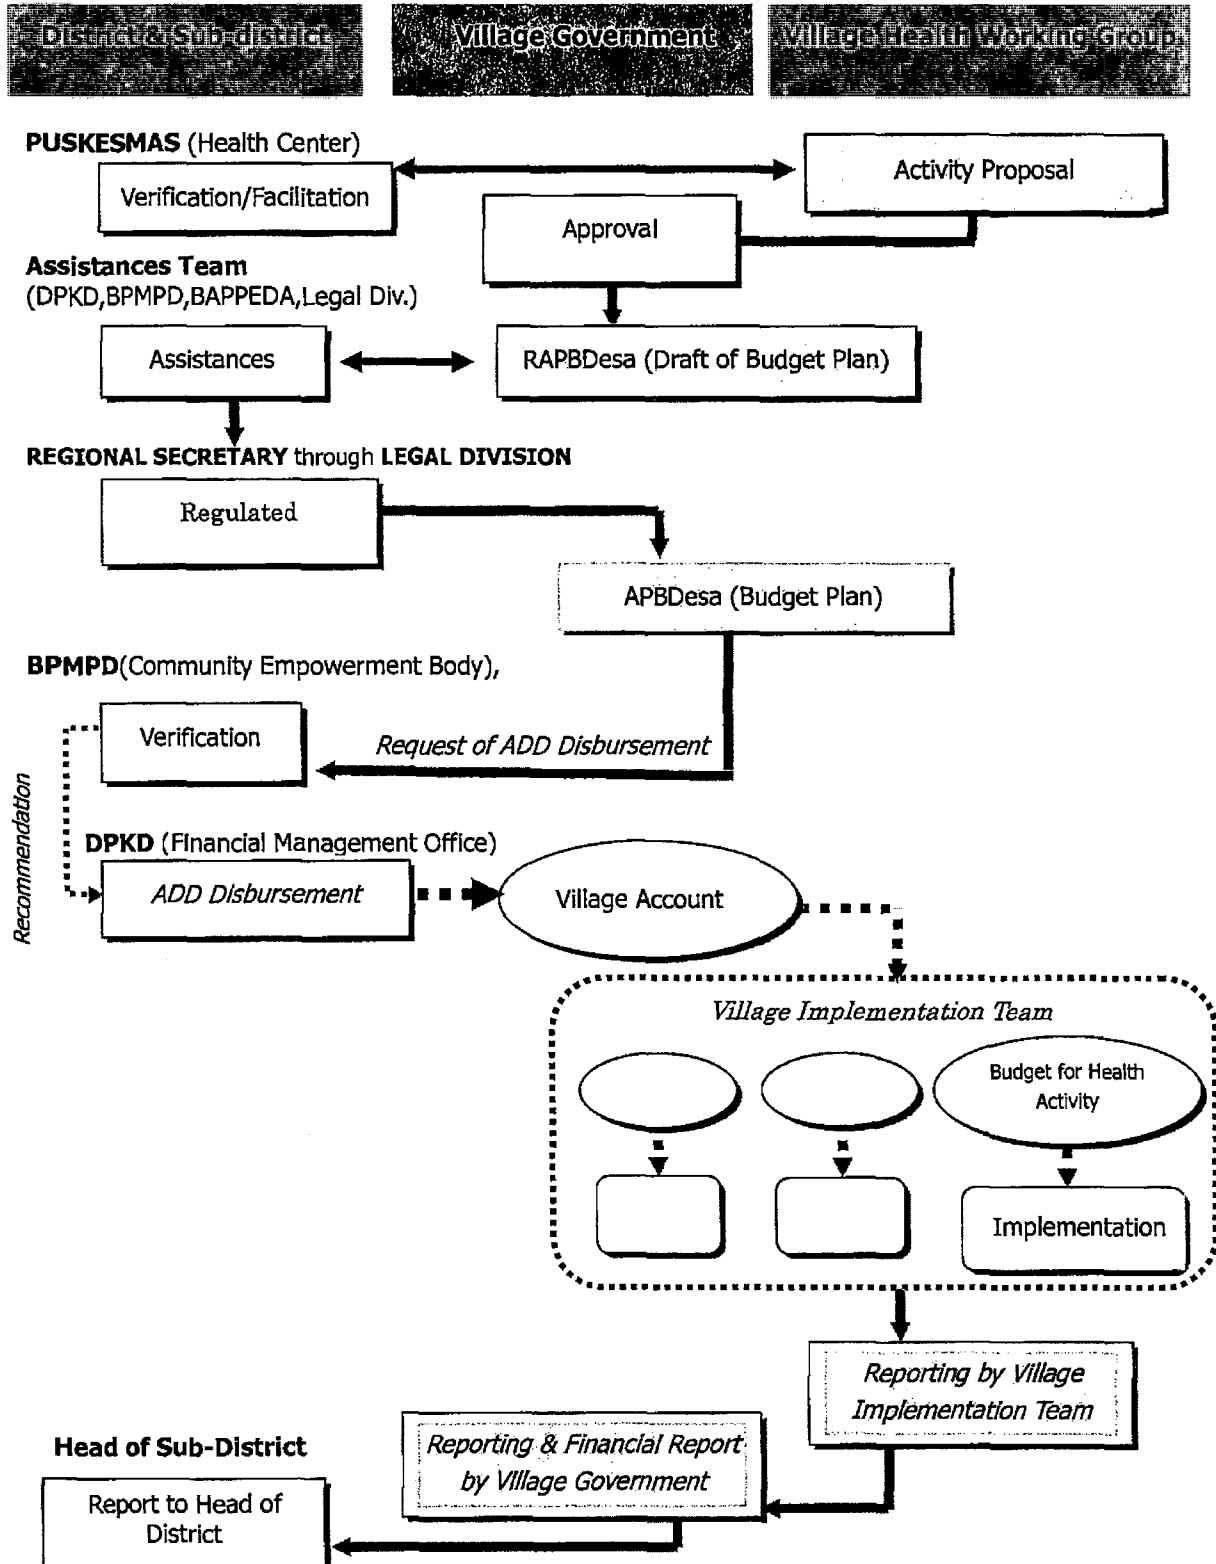 District & Sub-district
Village Government
Village Health Working Group
PUSKESMAS (Health Center)
Verification/Facilitation
Activity Proposal
Approval
Assistances Team
(DPKD,BPMPD,BAPPEDA,Legal Div.)
Assistances
RAPBDesa (Draft of Budget Plan)
REGIONAL SECRETARY through LEGAL DIVISION
Regulated
APBDesa (Budget Plan)
BPMPD(Community Empowerment Body),
Verification
Request of ADD Disbursement
Recommendation
DPKD (Financial Management Office)
ADD Disbursement
Village Account
Village Implementation Team
Budget for Health
Activity
Implementation
Reporting by Village
Implementation Team
Reporting & Financial Report
by Village Government
Head of Sub-District
Report to Head of
District